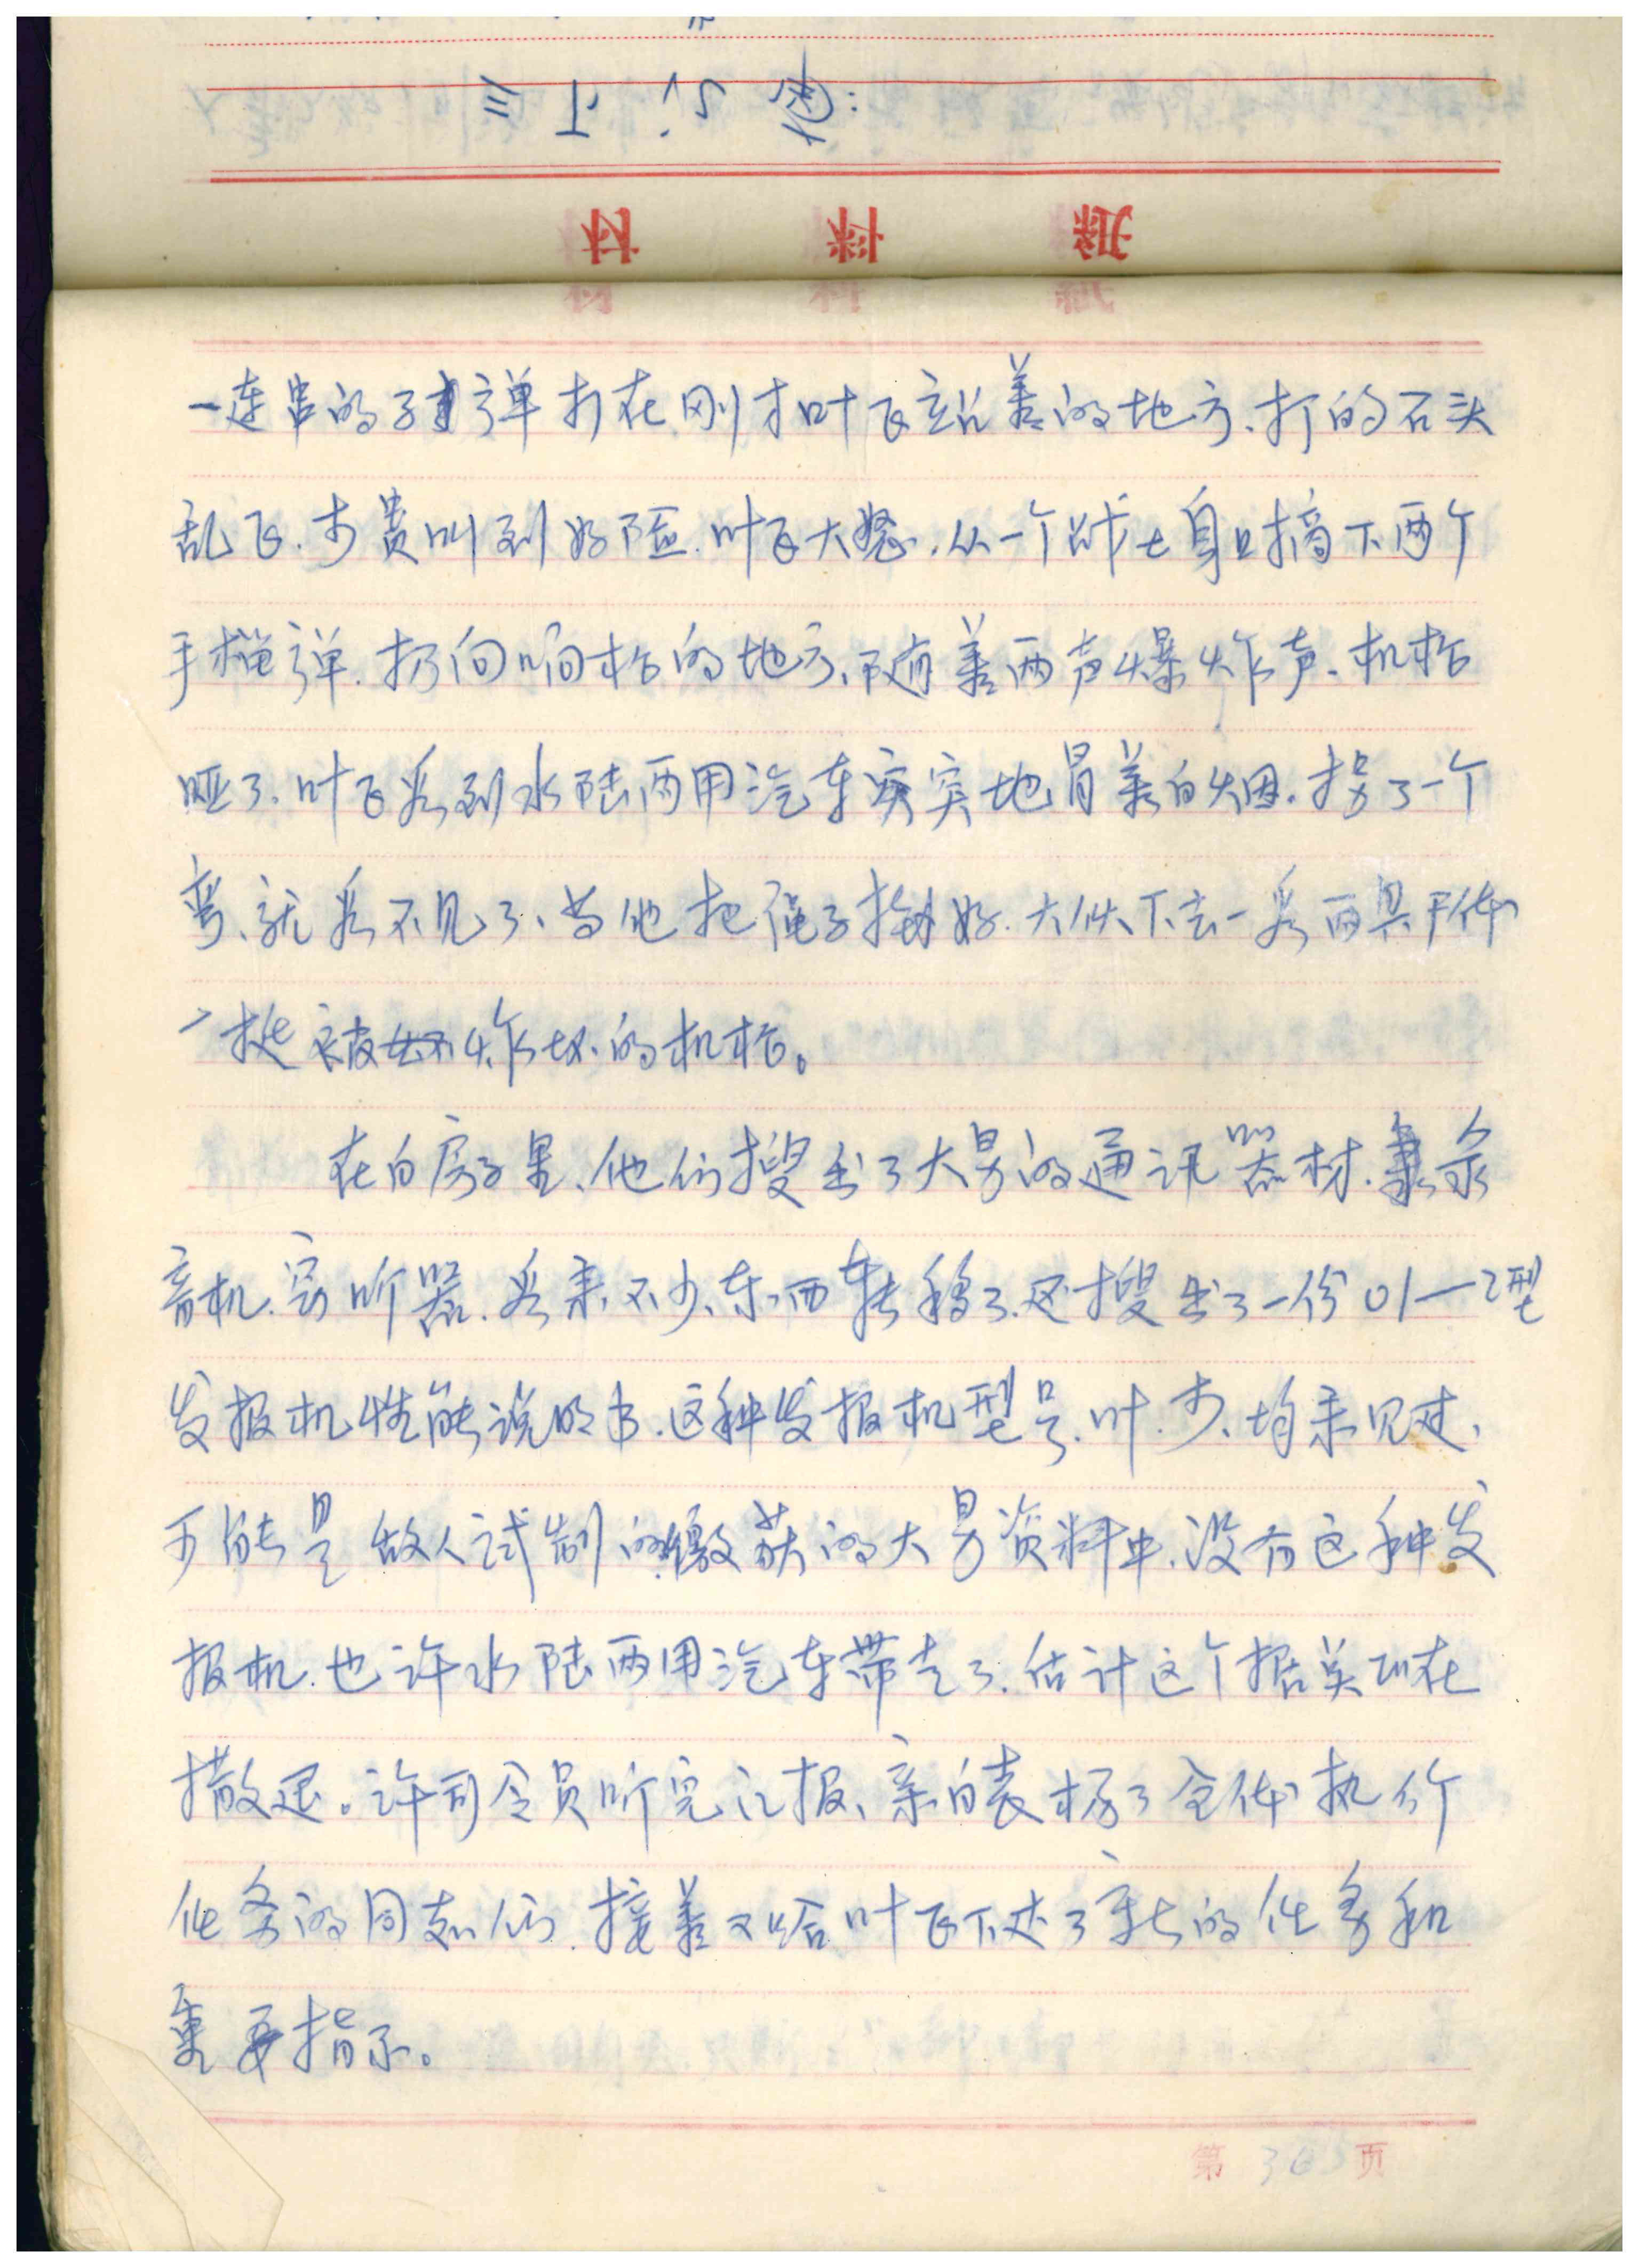 材料纸
一连串的子弹打在刚才叶飞站着的地方、打的石头
乱飞.步贵叫到好险.叶飞大怒.从一个战士身上摘下两个
手榴弹.扔向响枪的地方、随着两声爆炸声、机枪
哑了.叶飞看到水陆两用汽车突突地冒着白烟.拐了一个
弯、就看不见了、当他把绳子拴好.大伙下去一看两具尸体
一挺被炸坏的机枪。
在白房子里、他们搜出了大男的通讯器材.录
音机.窃听器.看来不少东西转移了.还搜出了一份01—2型
发报机性能说明书.这种发报机型号.叶.步、均未见过、
可能是敌人试制的缴获的大男资料中.没有这种发
报机.也许水陆两用汽车带走了.估计这个据点现在
撤退。许司令员听完汇报、亲自表扬了全体执行
任务的同志们.接着又给叶飞下达了新的任务和
重要指示。
第 363 页